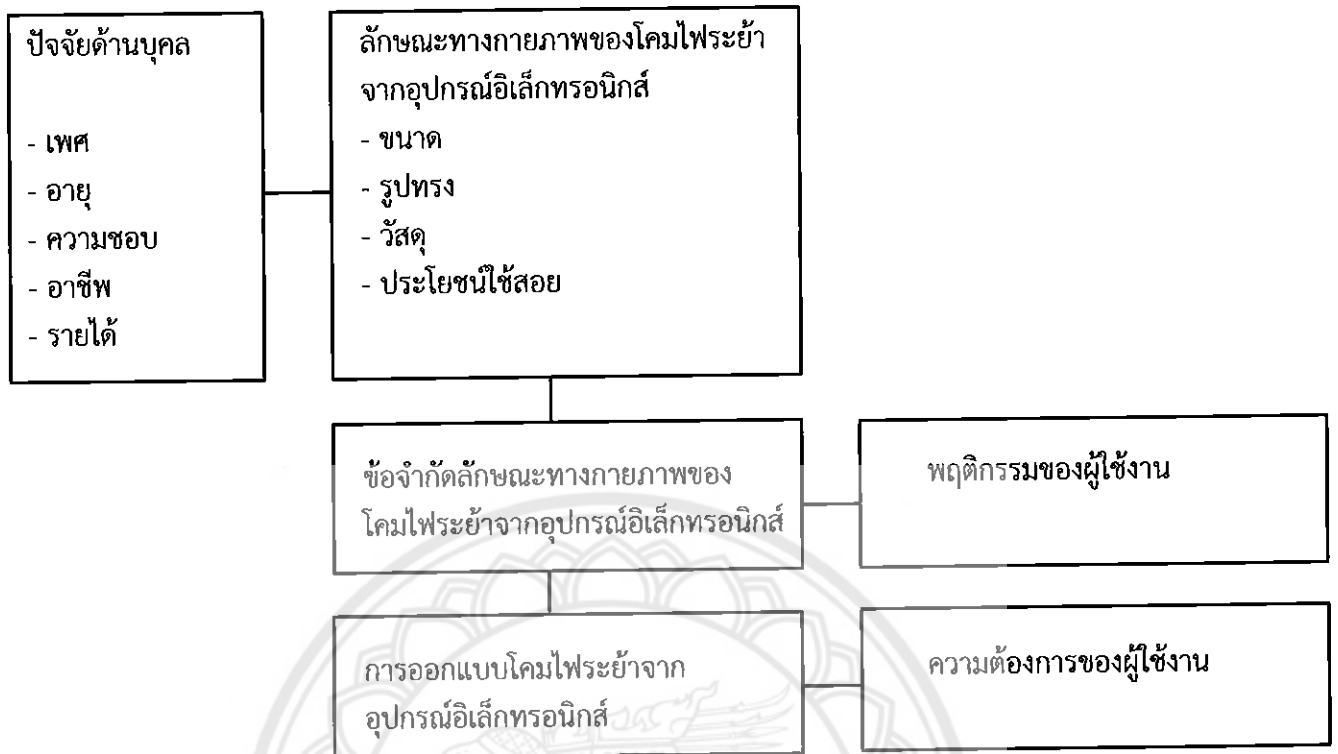 ปัจจัยด้านบุคล
- เพศ
- อายุ
- ความชอบ
- อาชีพ
- รายได้
ลักษณะทางกายภาพของโคมไฟระย้า
จากอุปกรณ์อิเล็กทรอนิกส์
- ขนาด
- รูปทรง
- วัสดุ
- ประโยชน์ใช้สอย
ข้อจำกัดลักษณะทางกายภาพของ
โคมไฟระย้าจากอุปกรณ์อิเล็กทรอนิกส์
พฤติกรรมของผู้ใช้งาน
การออกแบบโคมไฟระย้าจาก
อุปกรณ์อิเล็กทรอนิกส์
ความต้องการของผู้ใช้งาน